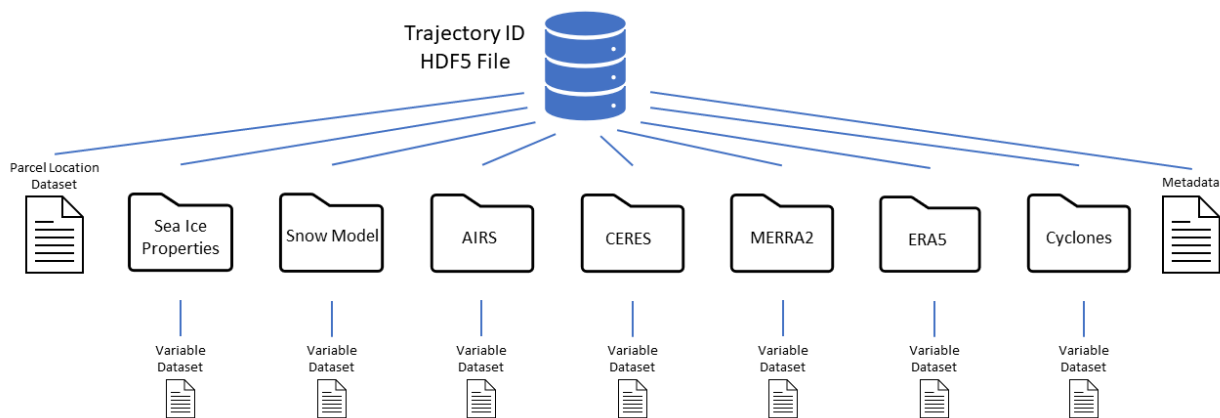 Trajectory ID
HDF5 File
Parcel Location
Dataset
Metadata
Sea Ice
Properties
Snow Model
AIRS
CERES
MERRA2
ERA5
Cyclones
Variable
Dataset
Variable
Dataset
Variable
Dataset
Variable
Dataset
Variable
Dataset
Variable
Dataset
Variable
Dataset